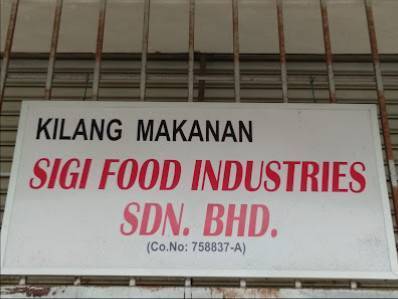 KILANG MAKANAN
SIGI FOOD INDUSTRIES
SDN. BHD.
(Co.No: 758837-A)